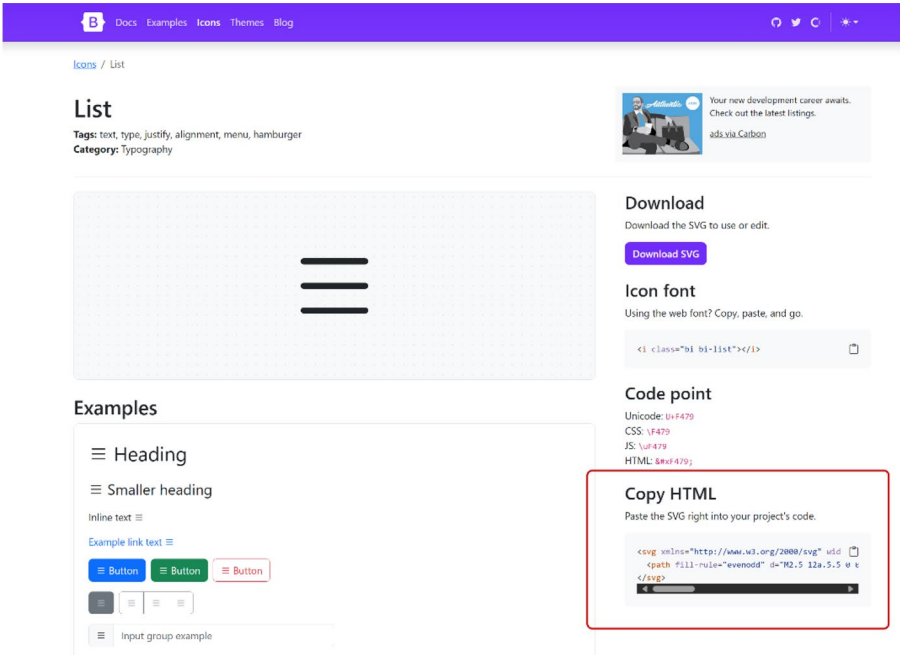 B Docs Examples Icons Themes Blog
Icons / List
List
Tags: text, type, justify, alignment, menu, hamburger
Category: Typography
Authentic
Your new development career awaits.
Check out the latest listings.
ads via Carbon
Download
Download the SVG to use or edit.
Download SVG
Icon font
Using the web font? Copy, paste, and go.
<i class="bi bi-list"></i>
Code point
Unicode: U+F479
CSS: \F479
JS: \uF479
HTML: &#xF479;
Copy HTML
Paste the SVG right into your project's code.
<svg xmlns="http://www.w3.org/2000/svg" wid
<path fill-rule="evenodd" d="M2.5 12a.5.5 0
</svg>
Examples
Heading
Smaller heading
Inline text
Example link text
Button Button Button
Input group example